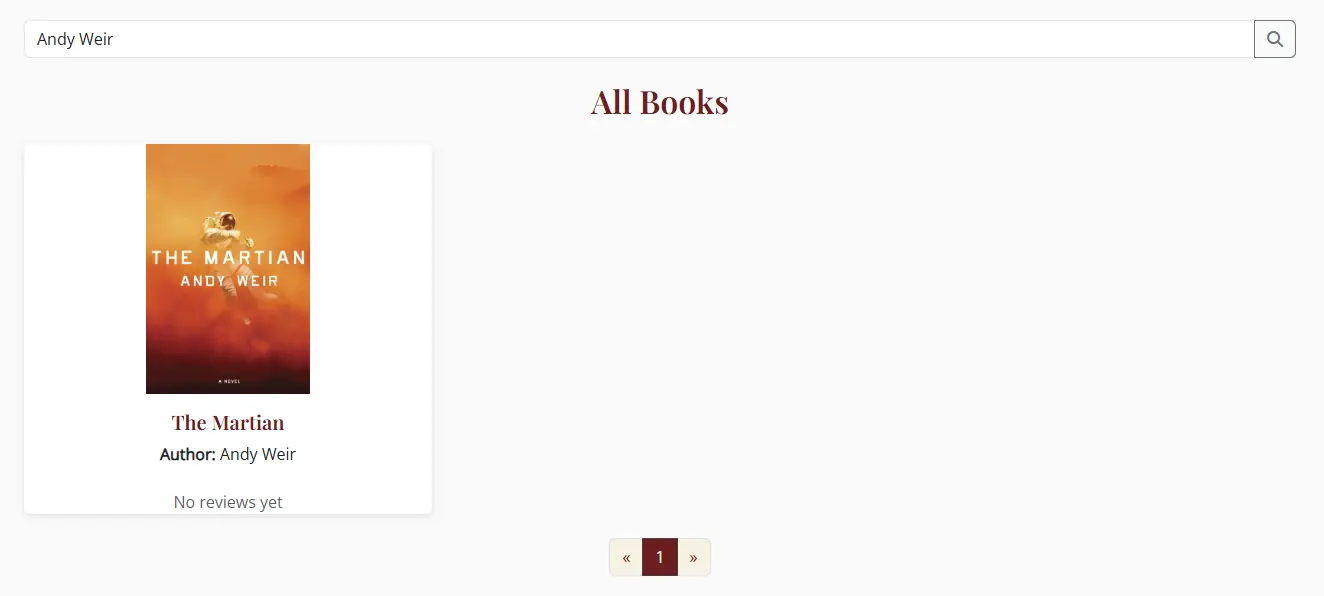 Andy Weir
All Books
THE MARTIAN
ANDY WEIR
A NOVEL
The Martian
Author: Andy Weir
No reviews yet
« 1 »